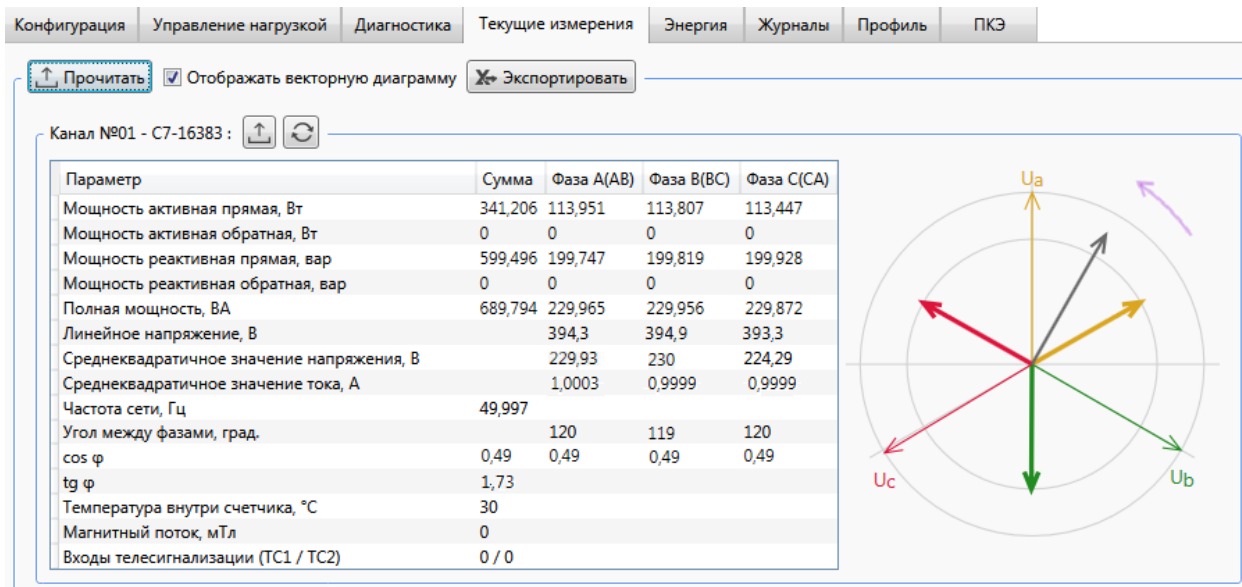 Конфигурация Управление нагрузкой Диагностика Текущие измерения Энергия Журналы Профиль ПКЭ
Прочитать Отображать векторную диаграмму Экспортировать
Канал №01 - С7-16383 :
Параметр Сумма Фаза A(AB) Фаза B(BC) Фаза C(CA)
Мощность активная прямая, Вт 341,206 113,951 113,807 113,447
Мощность активная обратная, Вт 0 0 0 0
Мощность реактивная прямая, вар 599,496 199,747 199,819 199,928
Мощность реактивная обратная, вар 0 0 0 0
Полная мощность, ВА 689,794 229,965 229,956 229,872
Линейное напряжение, В 394,3 394,9 393,3
Среднеквадратичное значение напряжения, В 229,93 230 224,29
Среднеквадратичное значение тока, А 1,0003 0,9999 0,9999
Частота сети, Гц 49,997
Угол между фазами, град. 120 119 120
cos φ 0,49 0,49 0,49 0,49
tg φ 1,73
Температура внутри счетчика, °C 30
Магнитный поток, мТл 0
Входы телесигнализации (ТС1 / ТС2) 0 / 0
Ua
Uc
Ub